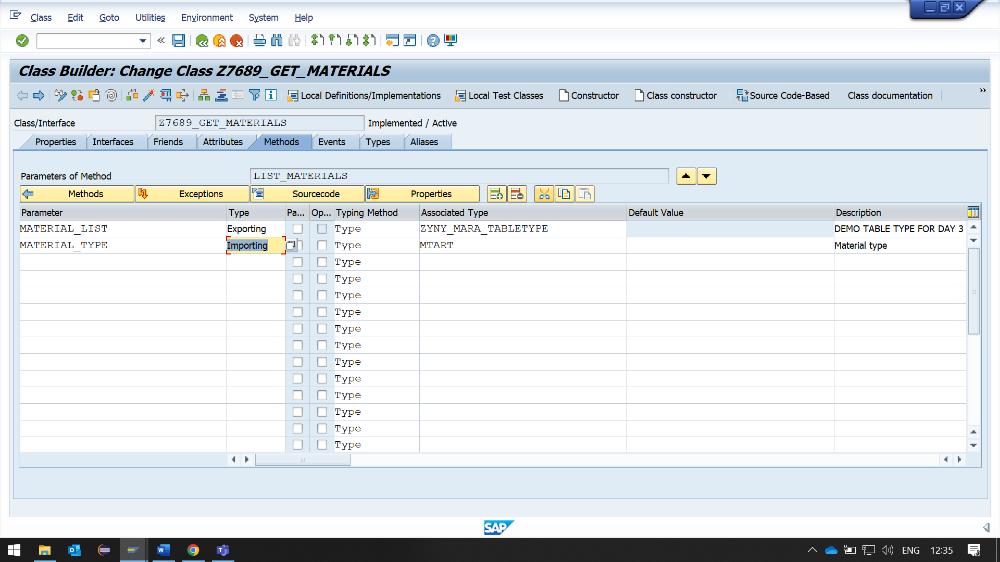 Class Edit Goto Utilities Environment System Help
Class Builder: Change Class Z7689_GET_MATERIALS
Local Definitions/Implementations Local Test Classes Constructor Class constructor Source Code-Based Class documentation
Class/Interface Z7689_GET_MATERIALS Implemented / Active
Properties Interfaces Friends Attributes Methods Events Types Aliases
Parameters of Method LIST_MATERIALS
Methods Exceptions Sourcecode Properties
Parameter Type Pa... Op... Typing Method Associated Type Default Value Description
MATERIAL_LIST Exporting Type ZYNY_MARA_TABLETYPE DEMO TABLE TYPE FOR DAY 3
MATERIAL_TYPE Importing Type MTART Material type
Type
Type
Type
Type
Type
Type
Type
Type
Type
Type
Type
Type
SAP
ENG 12:35